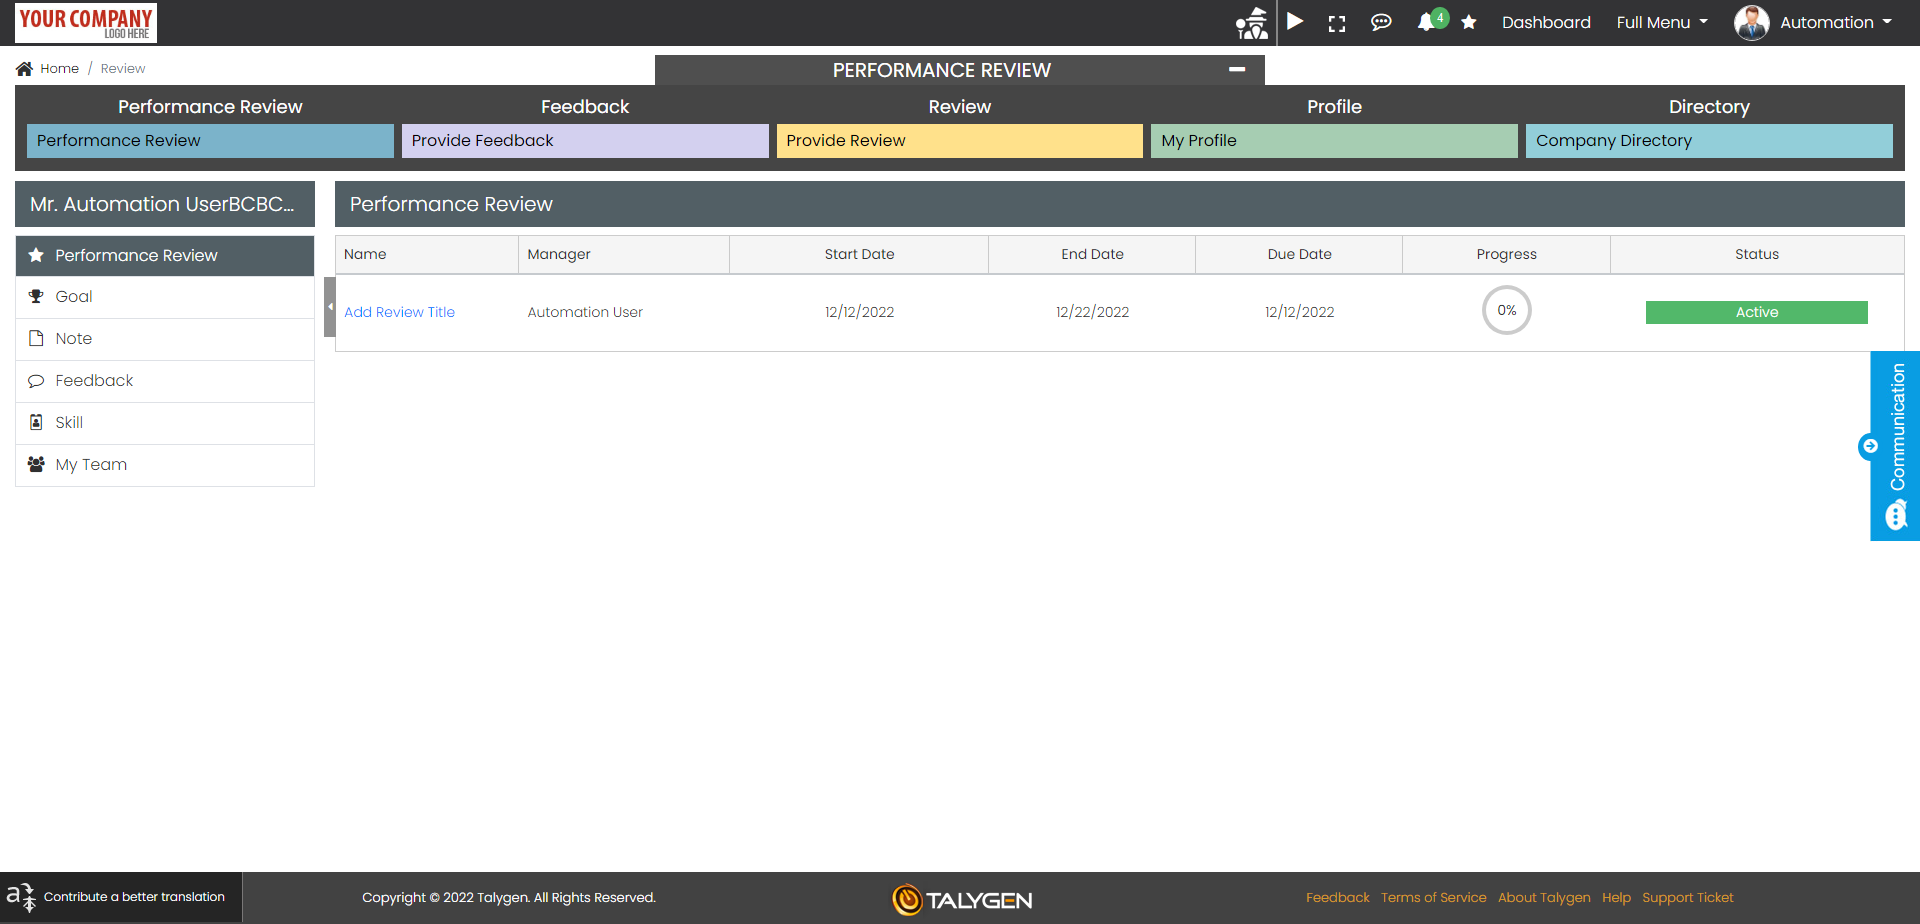 YOUR COMPANY
LOGO HERE
4
Dashboard
Full Menu
Automation
Home / Review
PERFORMANCE REVIEW
Performance Review
Feedback
Review
Profile
Directory
Performance Review
Provide Feedback
Provide Review
My Profile
Company Directory
Mr. Automation UserBCBC...
Performance Review
Performance Review
Goal
Note
Feedback
Skill
My Team
Name
Manager
Start Date
End Date
Due Date
Progress
Status
Add Review Title
Automation User
12/12/2022
12/22/2022
12/12/2022
0%
Active
Communication
Contribute a better translation
Copyright © 2022 Talygen. All Rights Reserved.
TALYGEN
Feedback
Terms of Service
About Talygen
Help
Support Ticket